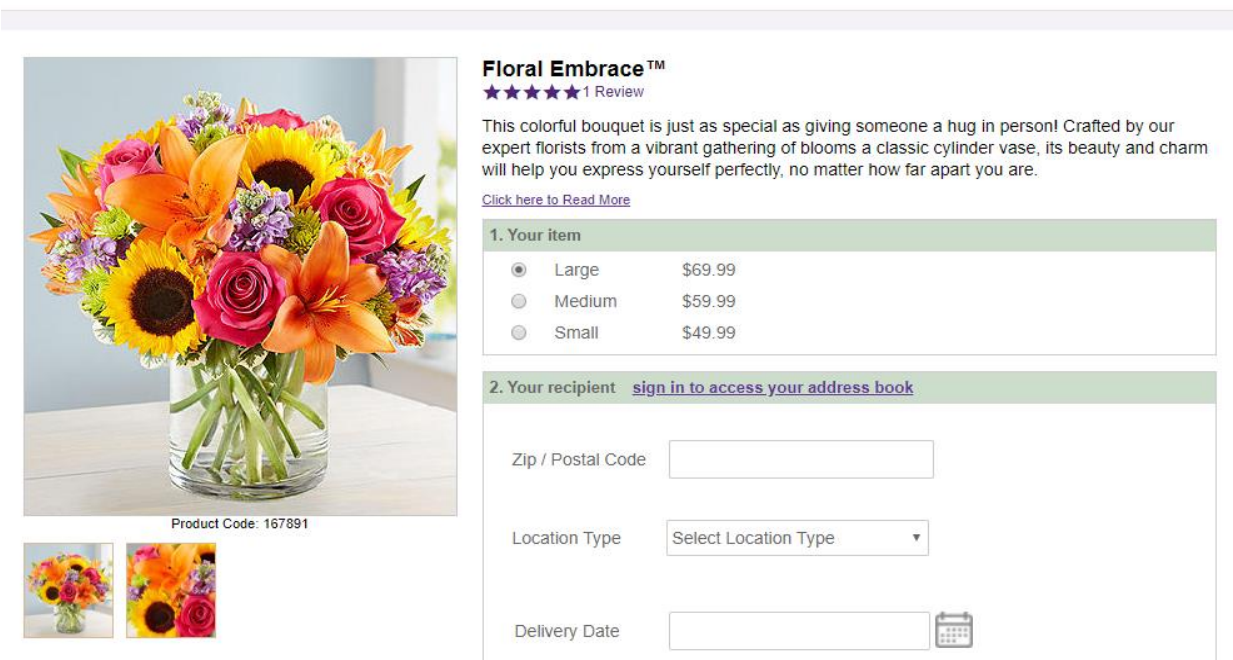 Floral Embrace™
1 Review
This colorful bouquet is just as special as giving someone a hug in person! Crafted by our
expert florists from a vibrant gathering of blooms a classic cylinder vase, its beauty and charm
will help you express yourself perfectly, no matter how far apart you are.
Click here to Read More
1. Your item
Large $69.99
Medium $59.99
Small $49.99
2. Your recipient sign in to access your address book
Zip / Postal Code
Location Type Select Location Type
Delivery Date
Product Code: 167891